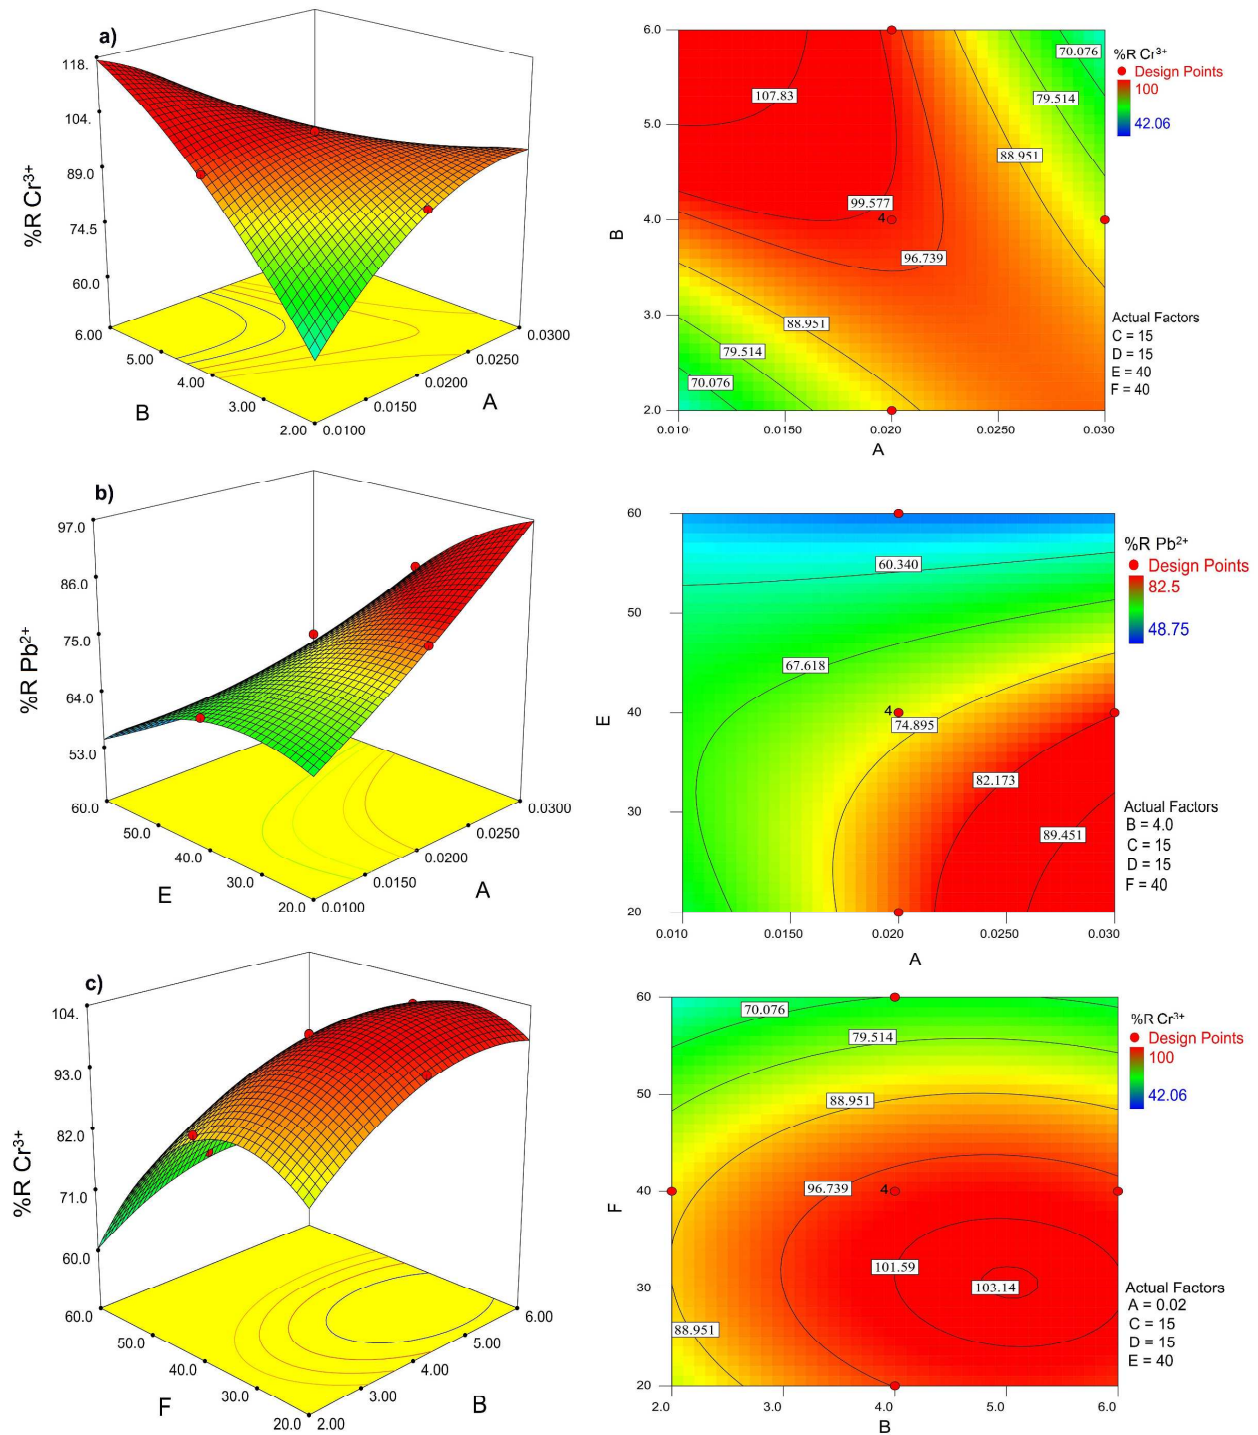 a)
118.
104.
89.0
74.5
60.0
%R Cr³⁺
6.00
5.00
4.00
3.00
2.00
B
0.0100
0.0150
0.0200
0.0250
0.0300
A
6.0
5.0
4.0
3.0
2.0
B
0.010
0.0150
0.020
0.0250
0.030
A
107.83
70.076
79.514
88.951
99.577
4
96.739
88.951
79.514
70.076
%R Cr³⁺
Design Points
100
42.06
Actual Factors
C = 15
D = 15
E = 40
F = 40
b)
97.0
86.0
75.0
64.0
53.0
%R Pb²⁺
60.0
50.0
40.0
30.0
20.0
E
0.0100
0.0150
0.0200
0.0250
0.0300
A
60
50
40
30
20
E
0.010
0.0150
0.020
0.0250
0.030
A
60.340
67.618
4
74.895
82.173
89.451
%R Pb²⁺
Design Points
82.5
48.75
Actual Factors
B = 4.0
C = 15
D = 15
F = 40
c)
104.
93.0
82.0
71.0
60.0
%R Cr³⁺
60.0
50.0
40.0
30.0
20.0
F
2.00
3.00
4.00
5.00
6.00
B
60
50
40
30
20
F
2.0
3.0
4.0
5.0
6.0
B
70.076
79.514
88.951
96.739
4
101.59
103.14
88.951
%R Cr³⁺
Design Points
100
42.06
Actual Factors
A = 0.02
C = 15
D = 15
E = 40